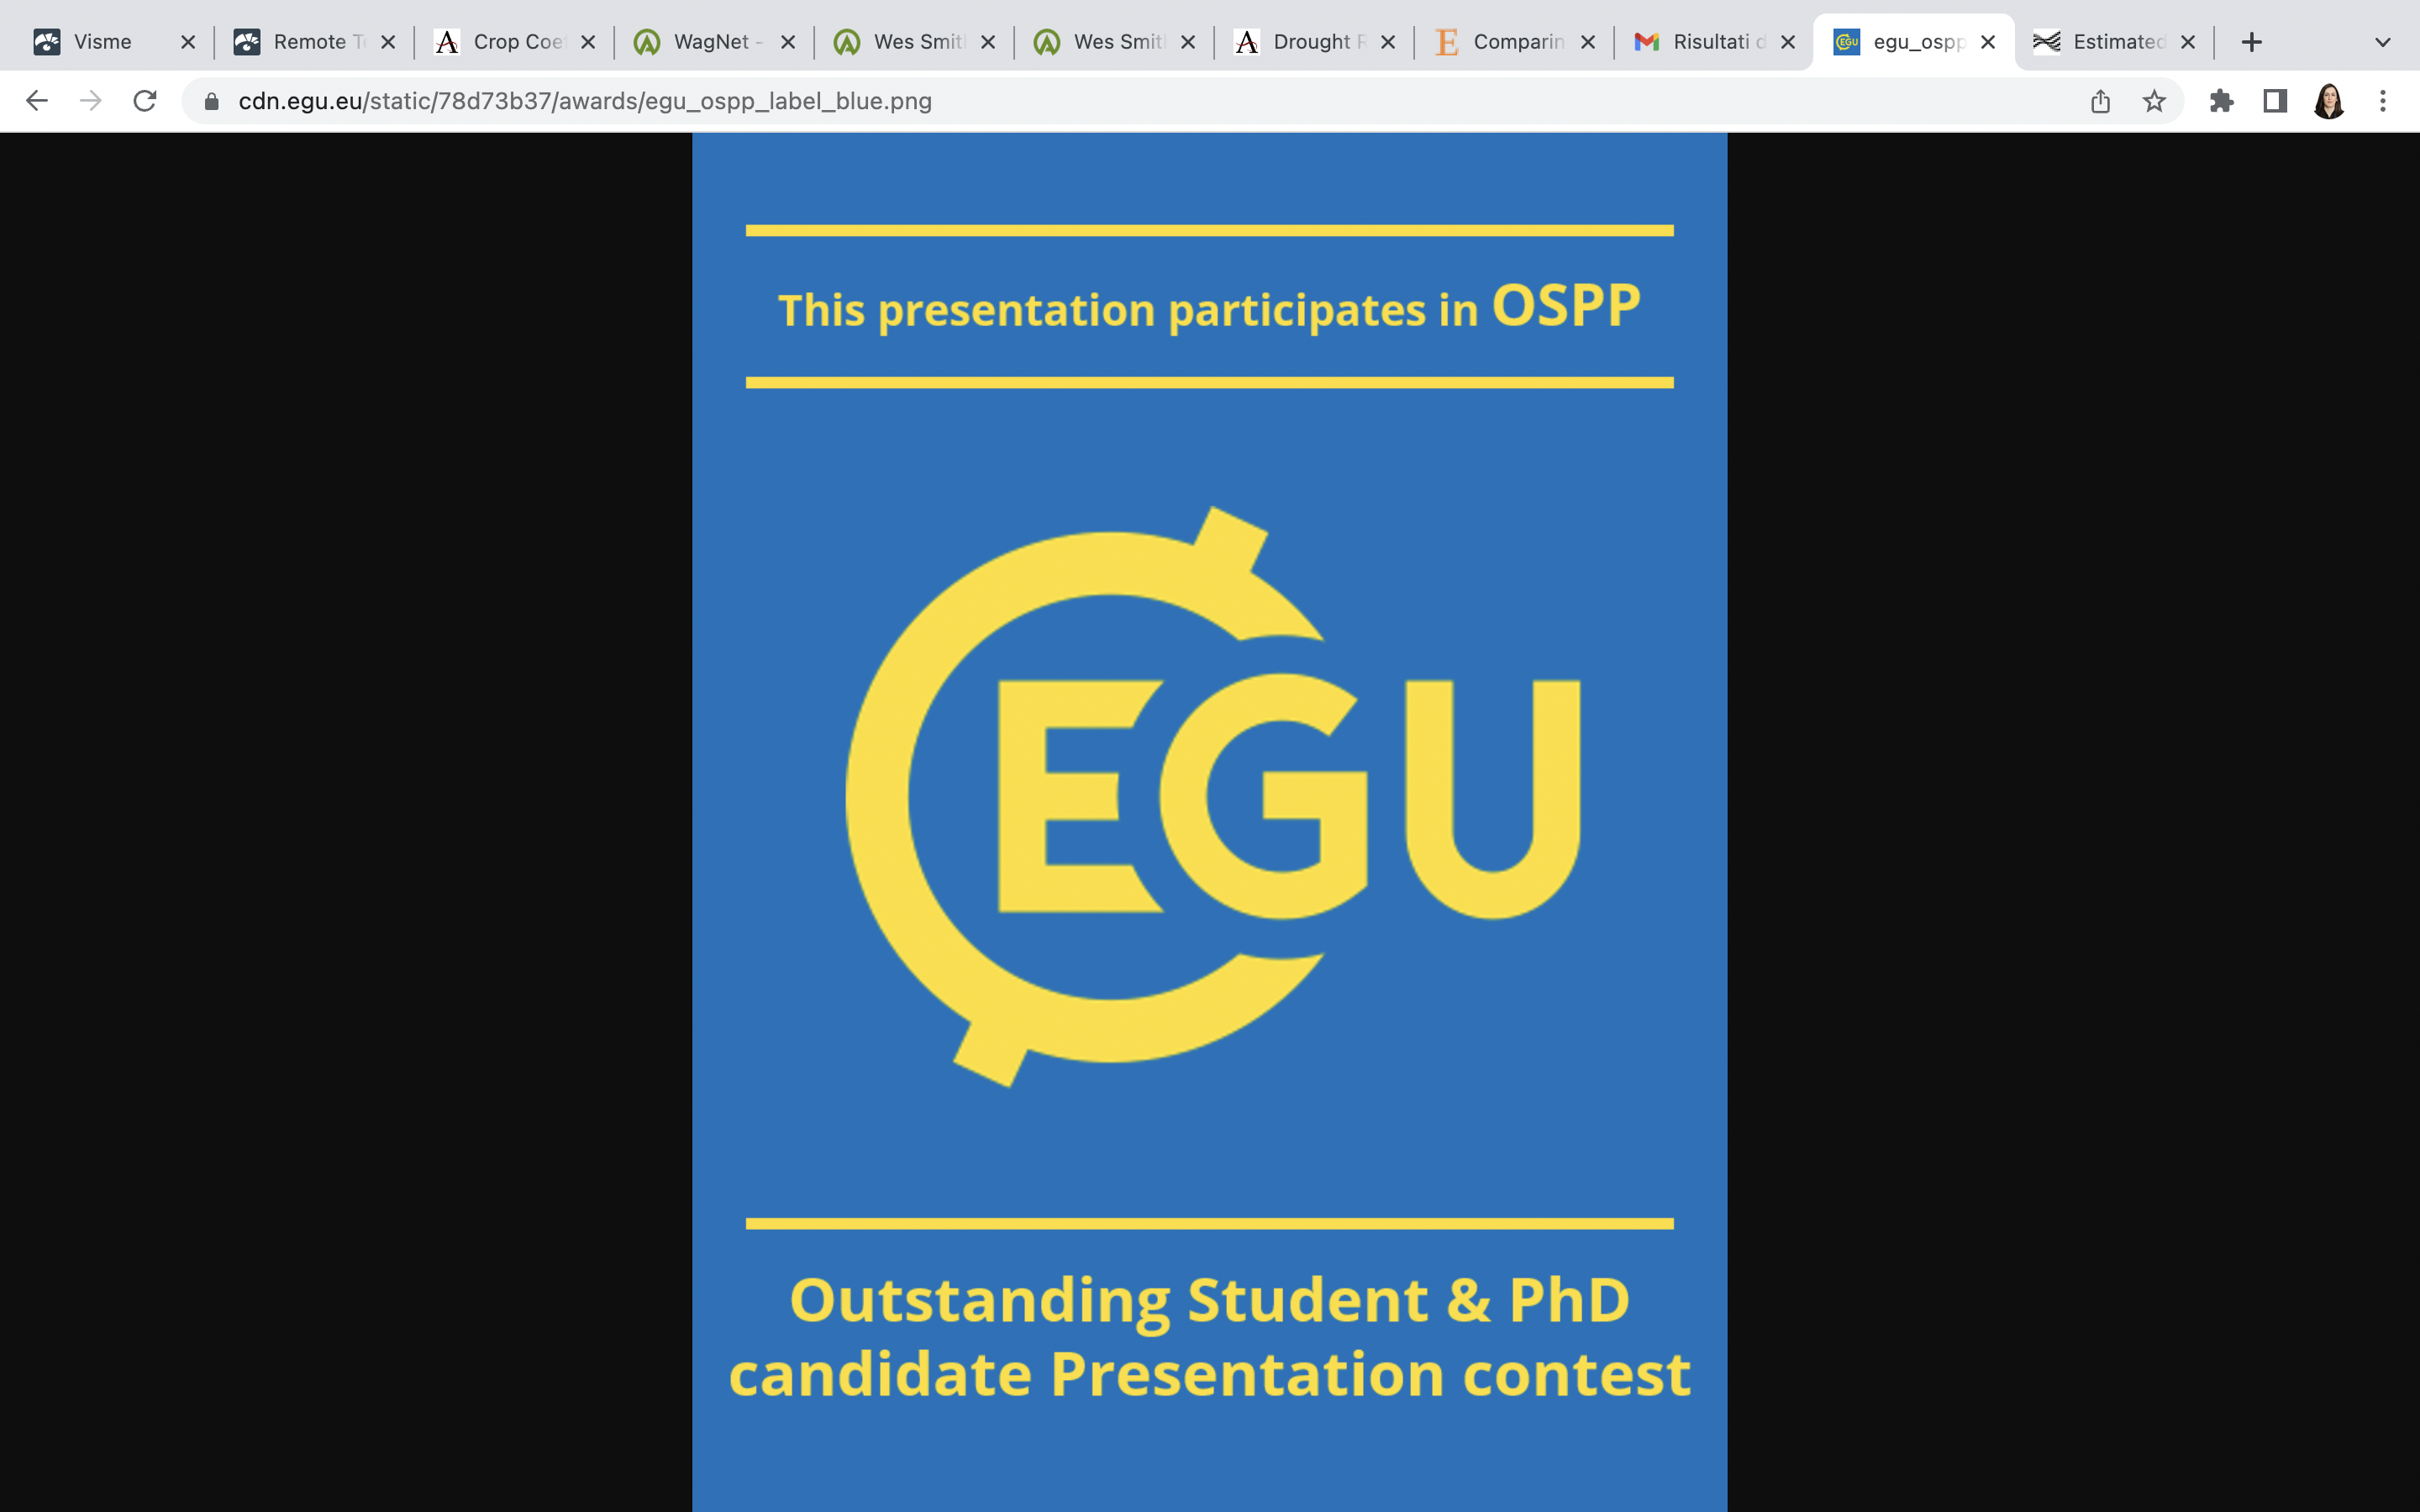 Visme
Remote
Crop Coe
WagNet -
Wes Smit
Wes Smit
Drought
Comparin
Risultati d
egu_ospp
Estimated
cdn.egu.eu/static/78d73b37/awards/egu_ospp_label_blue.png
This presentation participates in OSPP
EGU
Outstanding Student & PhD
candidate Presentation contest